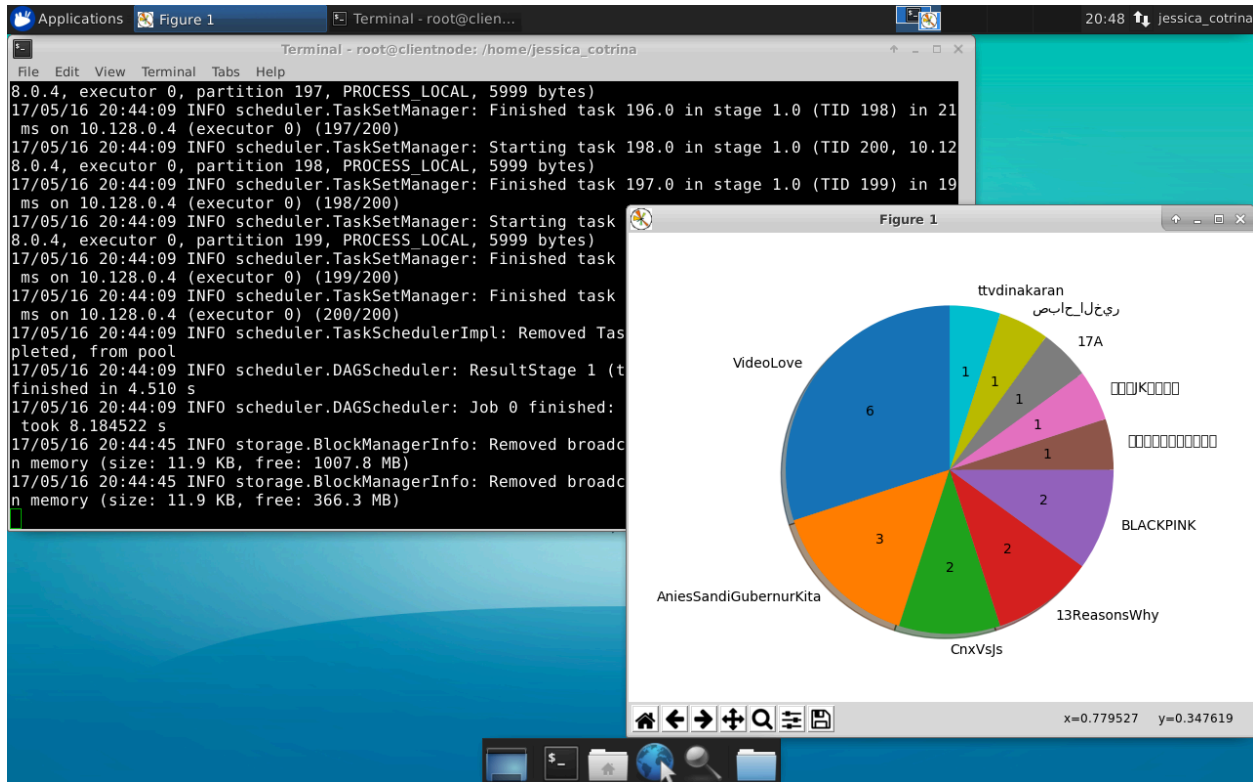 Applications
Figure 1
Terminal - root@clien...
20:48
jessica_cotrina
Terminal - root@clientnode: /home/jessica_cotrina
File Edit View Terminal Tabs Help
8.0.4, executor 0, partition 197, PROCESS_LOCAL, 5999 bytes)
17/05/16 20:44:09 INFO scheduler.TaskSetManager: Finished task 196.0 in stage 1.0 (TID 198) in 21
ms on 10.128.0.4 (executor 0) (197/200)
17/05/16 20:44:09 INFO scheduler.TaskSetManager: Starting task 198.0 in stage 1.0 (TID 200, 10.12
8.0.4, executor 0, partition 198, PROCESS_LOCAL, 5999 bytes)
17/05/16 20:44:09 INFO scheduler.TaskSetManager: Finished task 197.0 in stage 1.0 (TID 199) in 19
ms on 10.128.0.4 (executor 0) (198/200)
17/05/16 20:44:09 INFO scheduler.TaskSetManager: Starting task
8.0.4, executor 0, partition 199, PROCESS_LOCAL, 5999 bytes)
17/05/16 20:44:09 INFO scheduler.TaskSetManager: Finished task
ms on 10.128.0.4 (executor 0) (199/200)
17/05/16 20:44:09 INFO scheduler.TaskSetManager: Finished task
ms on 10.128.0.4 (executor 0) (200/200)
17/05/16 20:44:09 INFO scheduler.TaskSchedulerImpl: Removed Tas
pleted, from pool
17/05/16 20:44:09 INFO scheduler.DAGScheduler: ResultStage 1 (t
finished in 4.510 s
17/05/16 20:44:09 INFO scheduler.DAGScheduler: Job 0 finished:
took 8.184522 s
17/05/16 20:44:45 INFO storage.BlockManagerInfo: Removed broadc
n memory (size: 11.9 KB, free: 1007.8 MB)
17/05/16 20:44:45 INFO storage.BlockManagerInfo: Removed broadc
n memory (size: 11.9 KB, free: 366.3 MB)
Figure 1
ttvdinakaran
صباح_الخير
17A
JK
BLACKPINK
13ReasonsWhy
CnxVsJs
AniesSandiGubernurKita
VideoLove
1
1
1
1
1
2
2
2
3
6
x=0.779527 y=0.347619